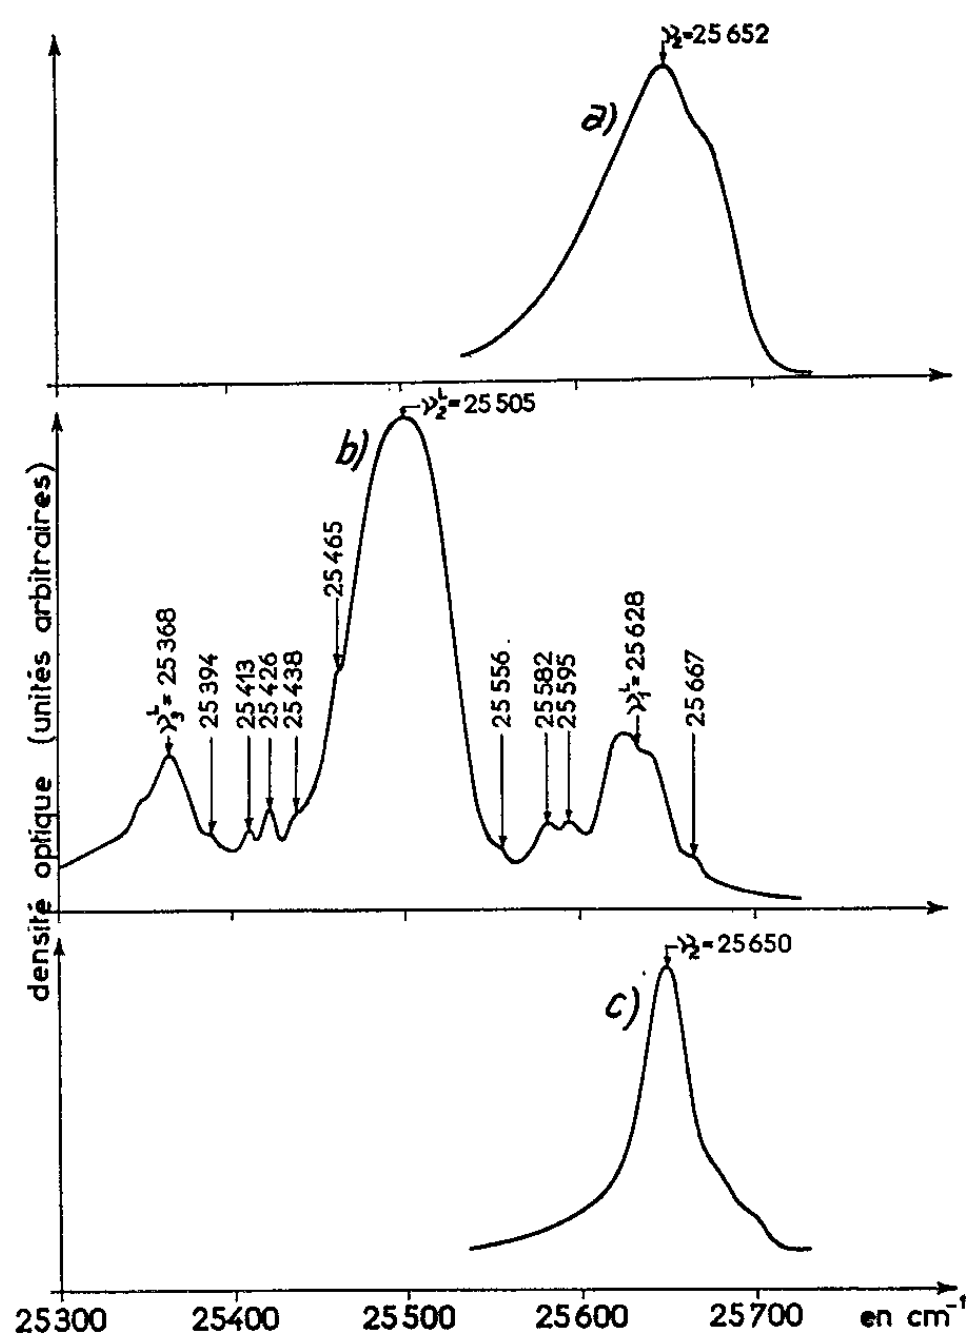 ν₂=25 652
a)
ν₂ᴸ=25 505
b)
25 465
ν₃ᴸ= 25 368
25 394
25 413
25 426
25 438
25 556
25 582
25 595
ν₁ᴸ= 25 628
25 667
densité optique (unités arbitraires)
ν₂=25 650
c)
25300 25400 25500 25600 25700 en cm⁻¹